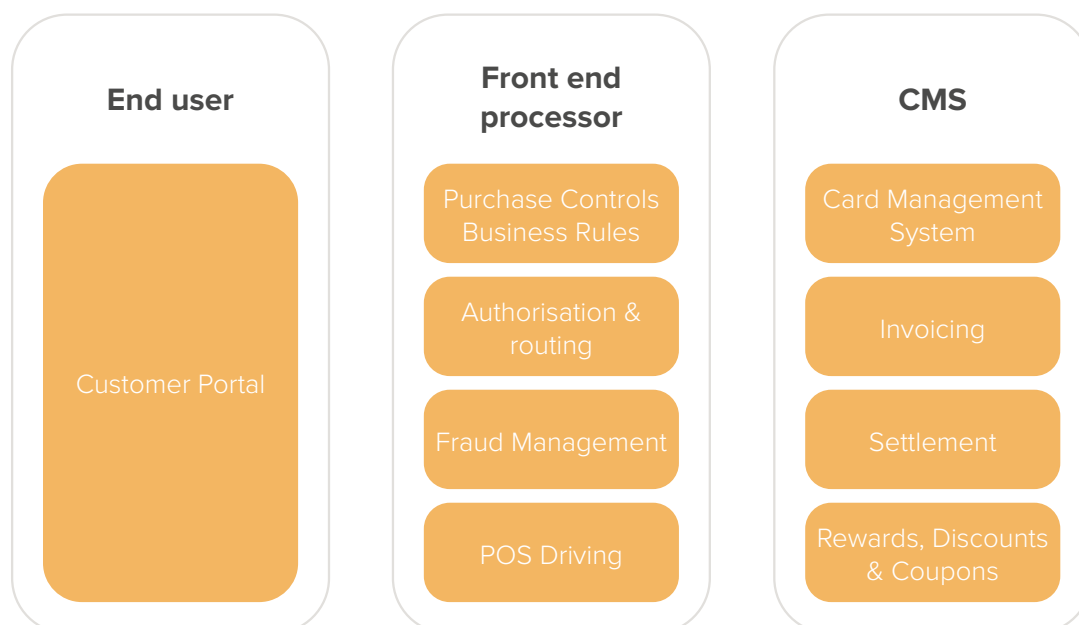 End user
Customer Portal
Front end
processor
Purchase Controls
Business Rules
Authorisation &
routing
Fraud Management
POS Driving
CMS
Card Management
System
Invoicing
Settlement
Rewards, Discounts
& Coupons